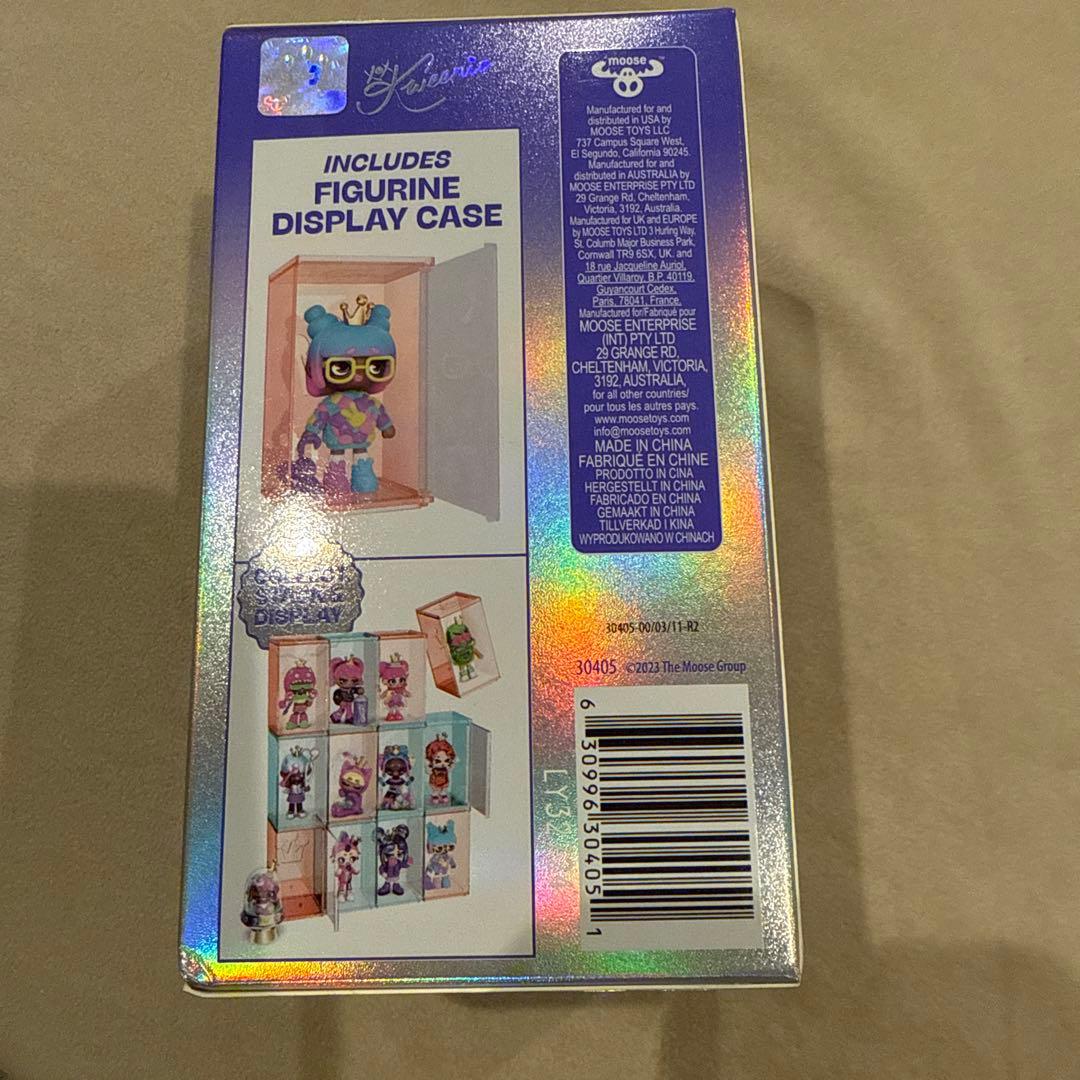 Kweenie
INCLUDES
FIGURINE
DISPLAY CASE
DISPLAY
moose
Manufactured for and
distributed in USA by
MOOSE TOYS LLC
737 Campus Square West,
El Segundo, California 90245.
Manufactured for and
distributed in AUSTRALIA by
MOOSE ENTERPRISE PTY LTD
29 Grange Rd, Cheltenham,
Victoria, 3192, Australia.
Manufactured for UK and EUROPE
by MOOSE TOYS LTD 3 Hurling Way,
St. Columb Major Business Park,
Cornwall TR9 6SX, UK. and
18 rue Jacqueline Auriol,
Quartier Villaroy, B.P. 40119,
Guyancourt Cedex,
Paris, 78041, France.
Manufactured for/Fabriqué pour
MOOSE ENTERPRISE
(INT) PTY LTD
29 GRANGE RD,
CHELTENHAM, VICTORIA,
3192, AUSTRALIA,
for all other countries/
pour tous les autres pays.
www.moosetoys.com
info@moosetoys.com
MADE IN CHINA
FABRIQUÉ EN CHINE
PRODOTTO IN CINA
HERGESTELLT IN CHINA
FABRICADO EN CHINA
GEMAAKT IN CHINA
TILLVERKAD I KINA
WYPRODUKOWANO W CHINACH
30405-00/03/11-R2
30405 ©2023 The Moose Group
6 30996 30405 1
LY32